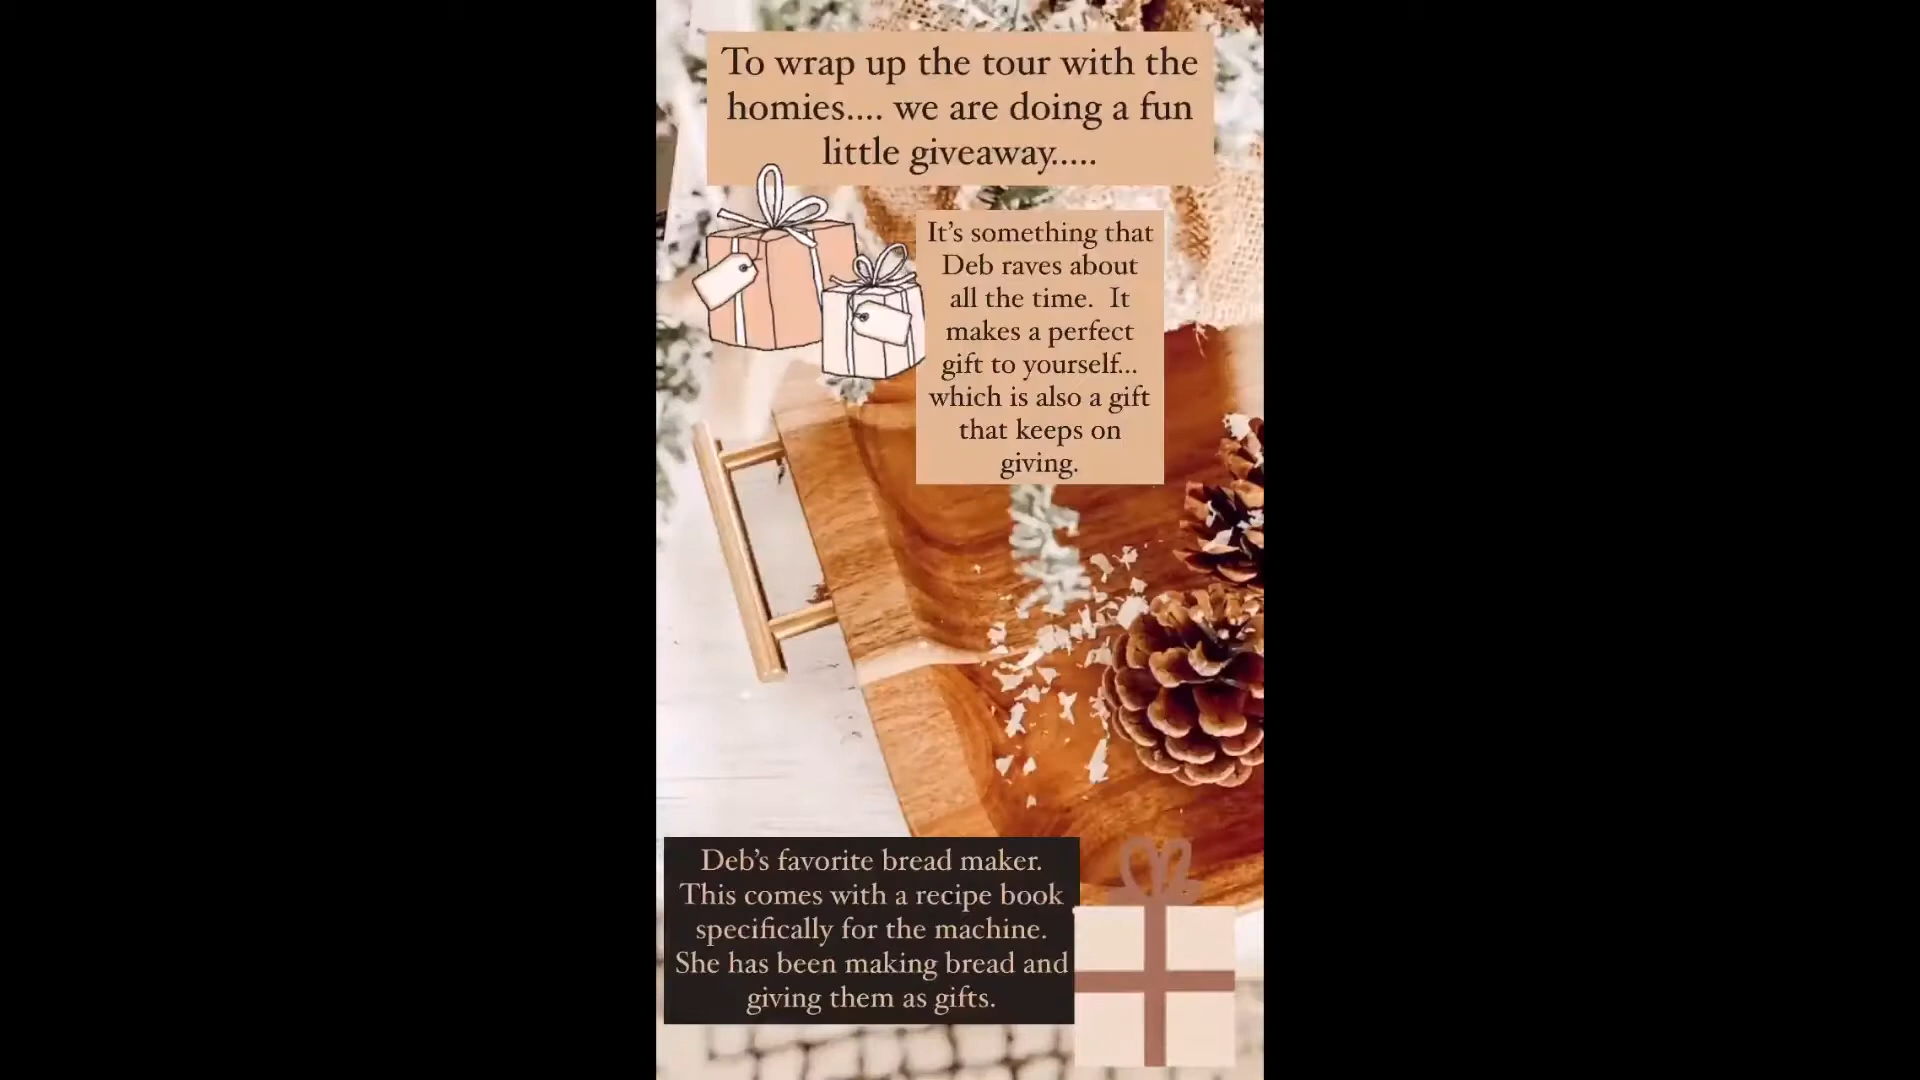 To wrap up the tour with the
homies.... we are doing a fun
little giveaway.....
It's something that
Deb raves about
all the time.  It
makes a perfect
gift to yourself...
which is also a gift
that keeps on
giving.
Deb's favorite bread maker.
This comes with a recipe book
specifically for the machine.
She has been making bread and
giving them as gifts.